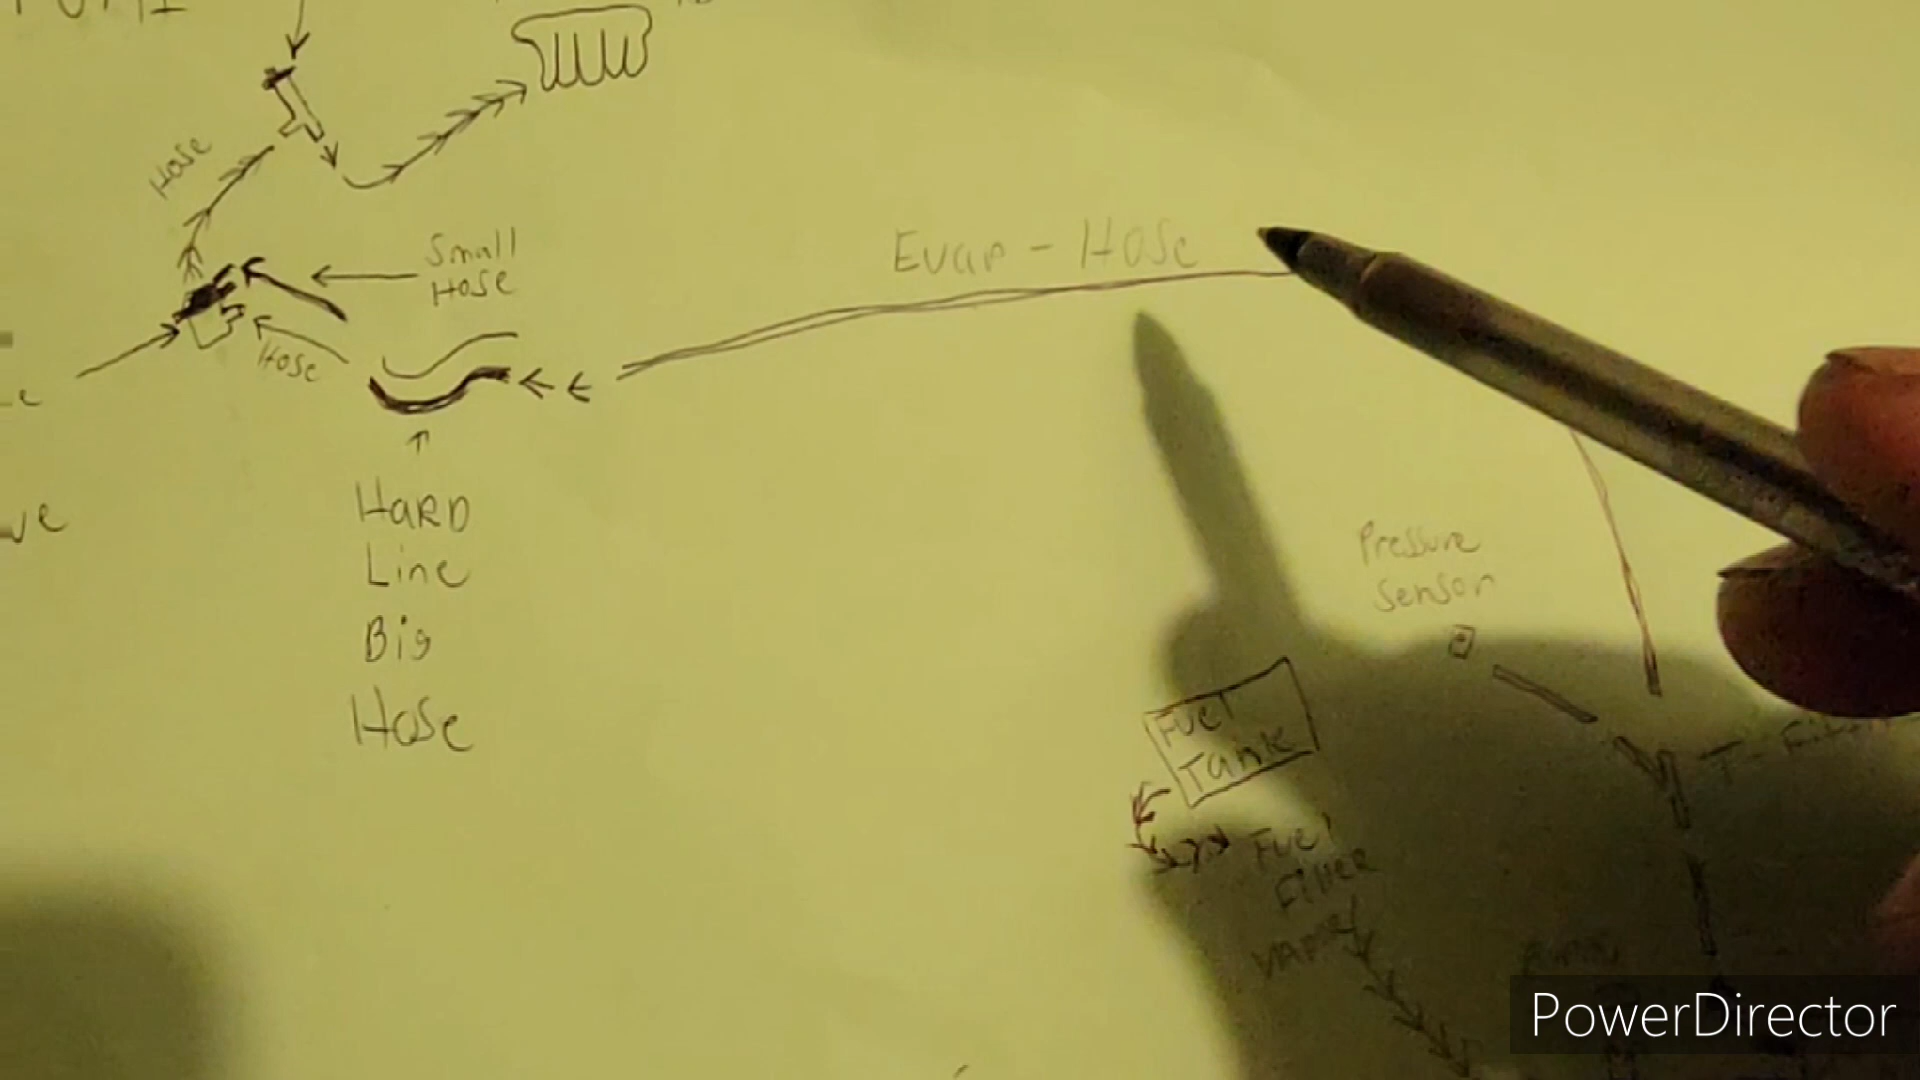 Hose
Small
Hose
Evap - Hose
Hose
Hard
Line
Big
Hose
Pressure
Sensor
Fuel
Tank
Fuel
Filler
PowerDirector